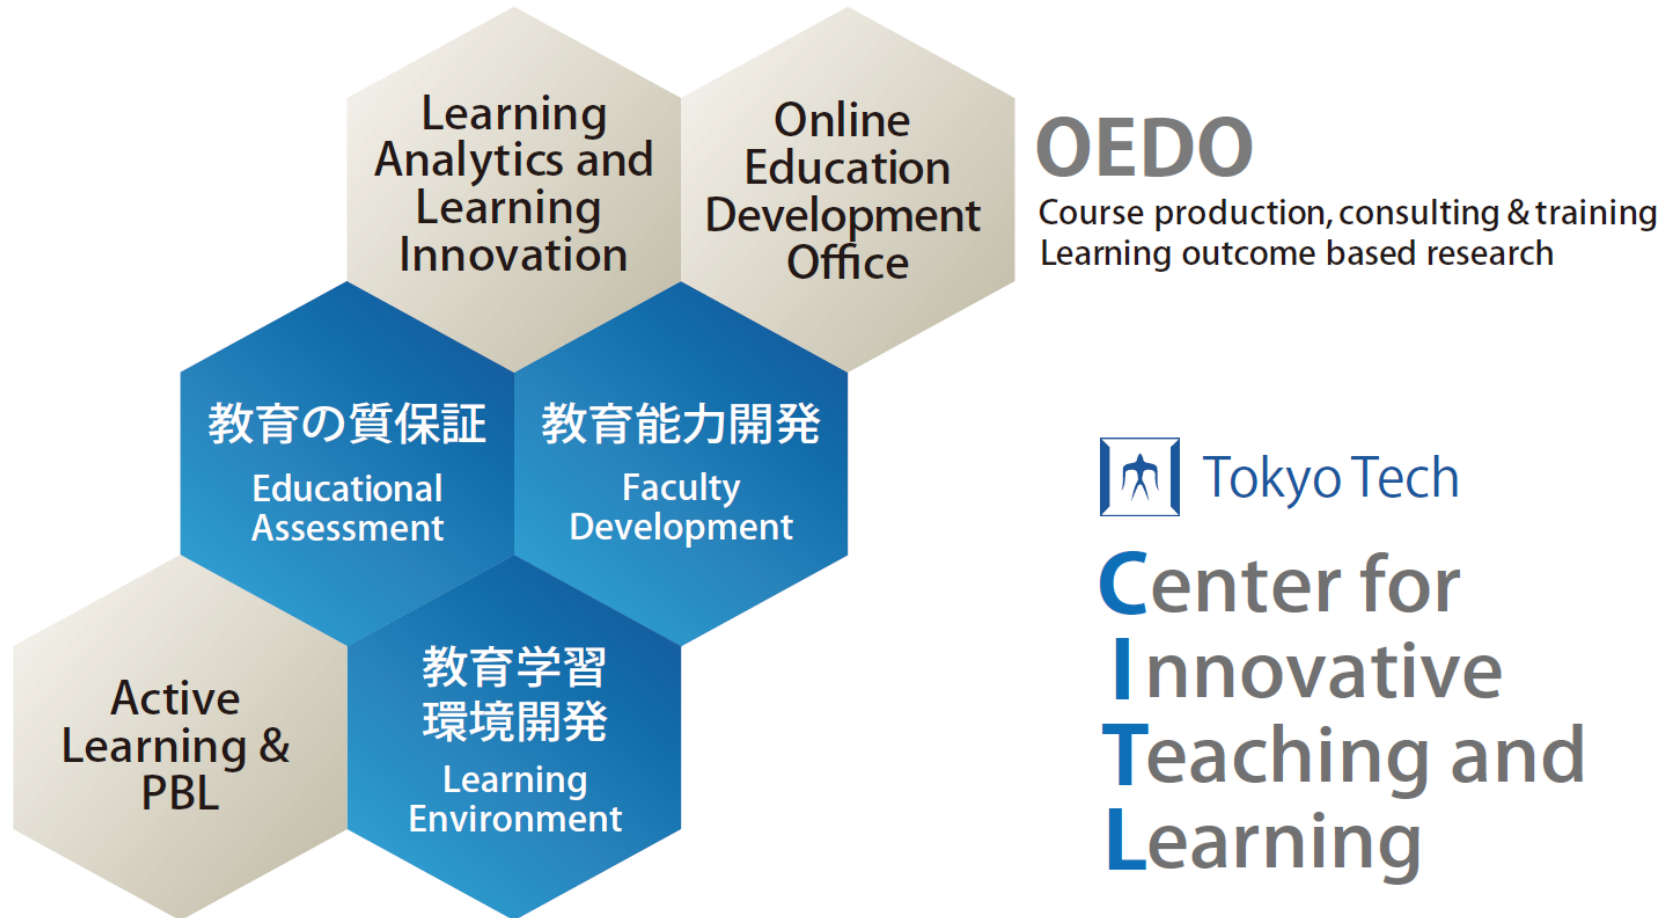 Learning
Analytics and
Learning
Innovation
Online
Education
Development
Office
OEDO
Course production, consulting & training
Learning outcome based research
教育の質保証
Educational
Assessment
教育能力開発
Faculty
Development
Tokyo Tech
Center for
Innovative
Teaching and
Learning
Active
Learning &
PBL
教育学習
環境開発
Learning
Environment